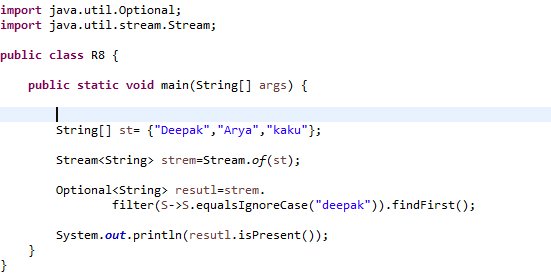 import java.util.Optional;
import java.util.stream.Stream;
public class R8 {
public static void main(String[] args) {
String[] st= {"Deepak","Arya","kaku"};
Stream<String> strem=Stream.of(st);
Optional<String> resutl=strem.
filter(S->S.equalsIgnoreCase("deepak")).findFirst();
System.out.println(resutl.isPresent());
}
}